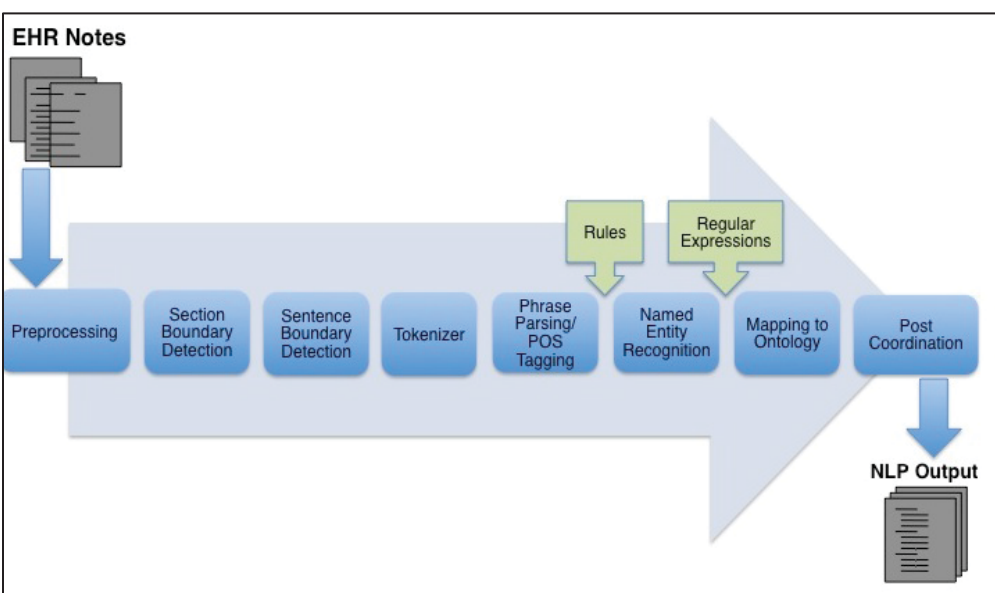 EHR Notes
Rules
Regular
Expressions
Preprocessing
Section
Boundary
Detection
Sentence
Boundary
Detection
Tokenizer
Phrase
Parsing/
POS
Tagging
Named
Entity
Recognition
Mapping to
Ontology
Post
Coordination
NLP Output